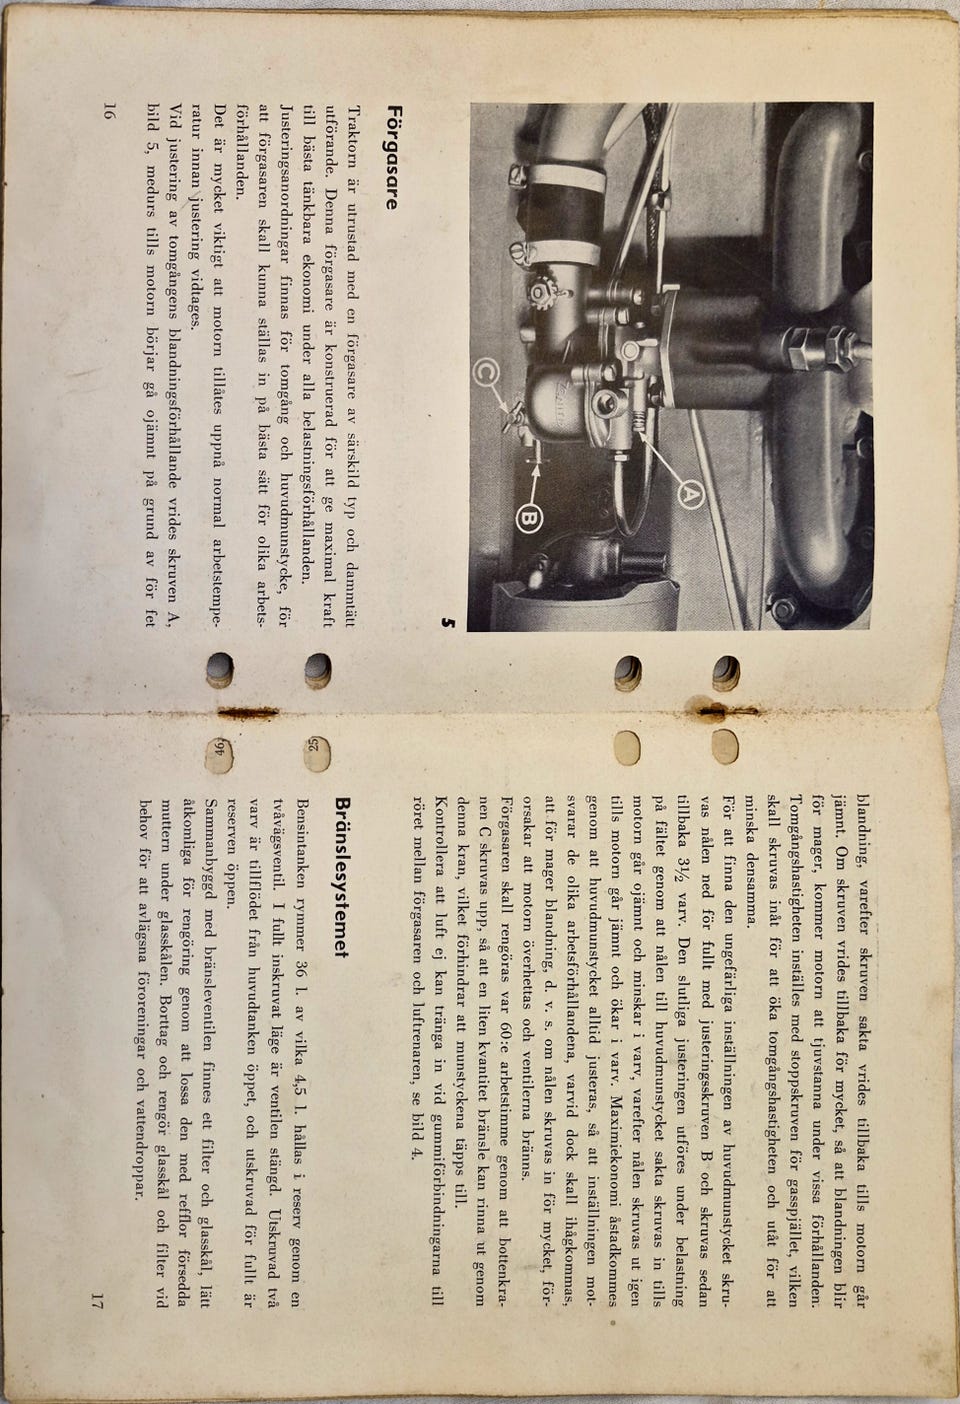 A
B
C
Zenith
5
Förgasare
Traktorn är utrustad med en förgasare av särskild typ och dammtätt
utförande. Denna förgasare är konstruerad för att ge maximal kraft
till bästa tänkbara ekonomi under alla belastningsförhållanden.
Justeringsanordningar finnas för tomgång och huvudmunstycke, för
att förgasaren skall kunna ställas in på bästa sätt för olika arbets-
förhållanden.
Det är mycket viktigt att motorn tillåtes uppnå normal arbetstempe-
ratur innan justering vidtages.
Vid justering av tomgångens blandningsförhållande vrides skruven A,
bild 5, medurs tills motorn börjar gå ojämnt på grund av för fet
16
blandning, varefter skruven sakta vrides tillbaka tills motorn går
jämnt. Om skruven vrides tillbaka för mycket, så att blandningen blir
för mager, kommer motorn att tjuvstanna under vissa förhållanden.
Tomgångshastigheten inställes med stoppskruven för gasspjället, vilken
skall skruvas inåt för att öka tomgångshastigheten och utåt för att
minska densamma.
För att finna den ungefärliga inställningen av huvudmunstycket skru-
vas nålen ned för fullt med justeringsskruven B och skruvas sedan
tillbaka 3½ varv. Den slutliga justeringen utföres under belastning
på fältet genom att nålen till huvudmunstycket sakta skruvas in tills
motorn går ojämnt och minskar i varv, varefter nålen skruvas ut igen
tills motorn går jämnt och ökar i varv. Maximiekonomi åstadkommes
genom att huvudmunstycket alltid justeras, så att inställningen mot-
svarar de olika arbetsförhållandena, varvid dock skall ihågkommas,
att för mager blandning, d. v. s. om nålen skruvas in för mycket, för-
orsakar att motorn överhettas och ventilerna bränns.
Förgasaren skall rengöras var 60:e arbetstimme genom att bottenkra-
nen C skruvas upp, så att en liten kvantitet bränsle kan rinna ut genom
denna kran, vilket förhindrar att munstyckena täpps till.
Kontrollera att luft ej kan tränga in vid gummiförbindningarna till
röret mellan förgasaren och luftrenaren, se bild 4.
Bränslesystemet
Bensintanken rymmer 36 l. av vilka 4,5 l. hållas i reserv genom en
tvåvägsventil. I fullt inskruvat läge är ventilen stängd. Utskruvad två
varv är tillflödet från huvudtanken öppet, och utskruvad för fullt är
reserven öppen.
Sammanbyggd med bränsleventilen finnes ett filter och glasskål, lätt
åtkomliga för rengöring genom att lossa den med refflor försedda
muttern under glasskålen. Borttag och rengör glasskål och filter vid
behov för att avlägsna föroreningar och vattendroppar.
17
25
46